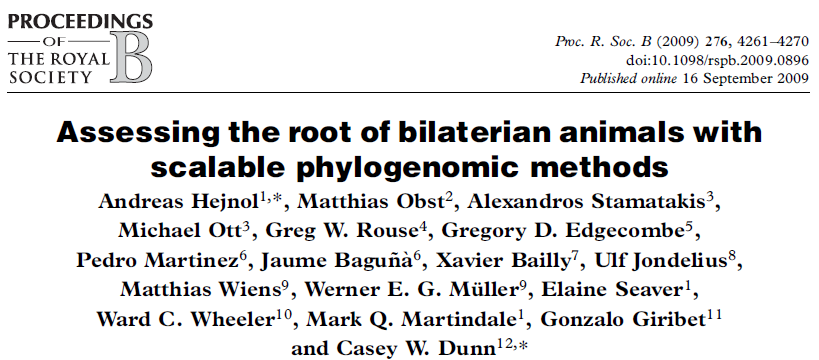 PROCEEDINGS
OF
THE ROYAL
SOCIETY
B
Proc. R. Soc. B (2009) 276, 4261–4270
doi:10.1098/rspb.2009.0896
Published online 16 September 2009
Assessing the root of bilaterian animals with
scalable phylogenomic methods
Andreas Hejnol1,*, Matthias Obst2, Alexandros Stamatakis3,
Michael Ott3, Greg W. Rouse4, Gregory D. Edgecombe5,
Pedro Martinez6, Jaume Baguñà6, Xavier Bailly7, Ulf Jondelius8,
Matthias Wiens9, Werner E. G. Müller9, Elaine Seaver1,
Ward C. Wheeler10, Mark Q. Martindale1, Gonzalo Giribet11
and Casey W. Dunn12,*